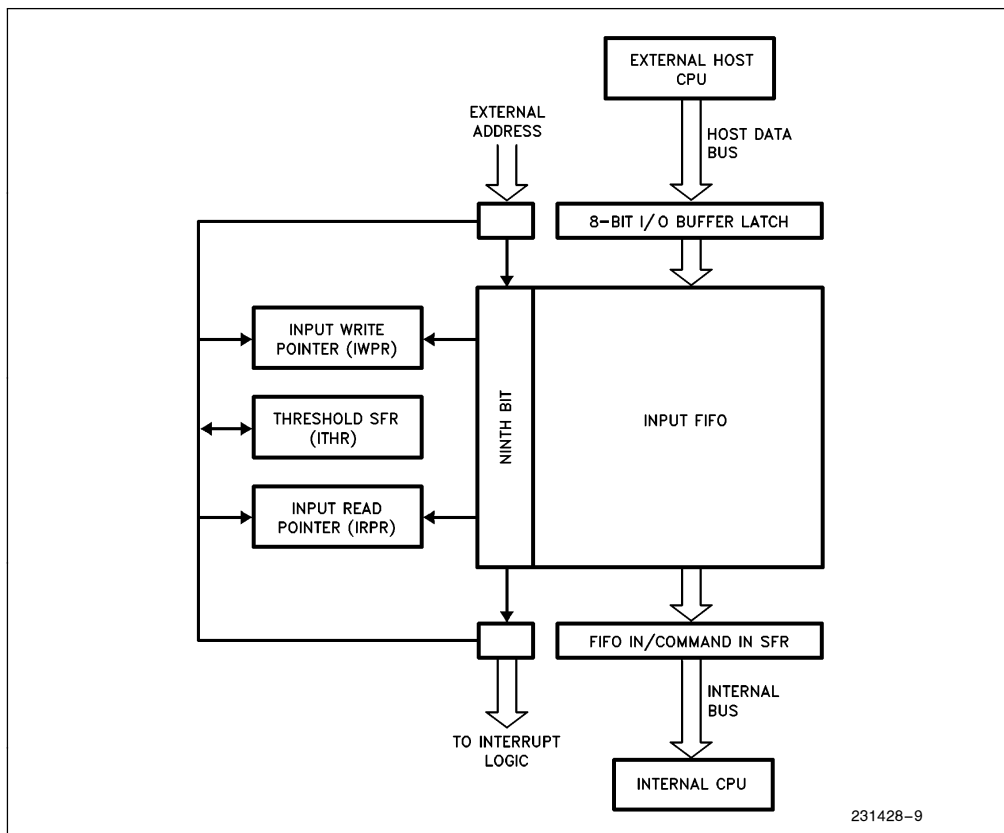 EXTERNAL HOST
CPU
EXTERNAL
ADDRESS
HOST DATA
BUS
8-BIT I/O BUFFER LATCH
INPUT WRITE
POINTER (IWPR)
THRESHOLD SFR
(ITHR)
INPUT READ
POINTER (IRPR)
NINTH BIT
INPUT FIFO
FIFO IN/COMMAND IN SFR
INTERNAL
BUS
TO INTERRUPT
LOGIC
INTERNAL CPU
231428-9